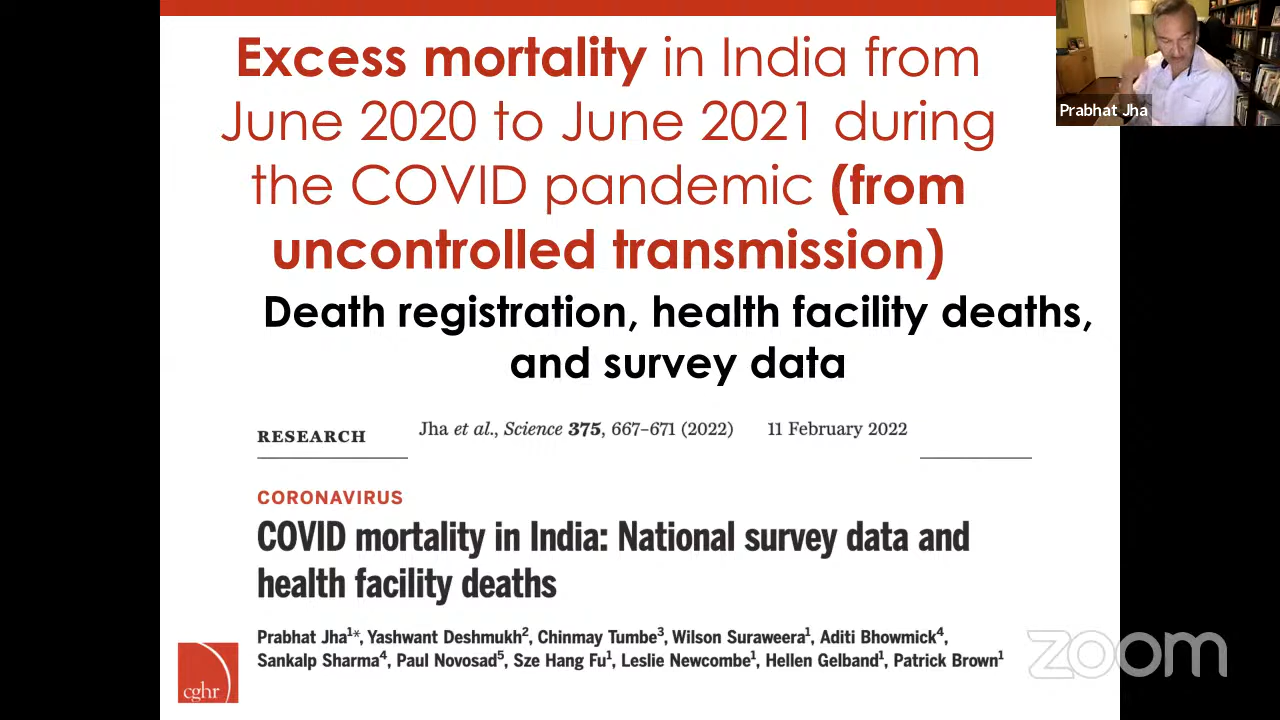 Excess mortality in India from
June 2020 to June 2021 during
the COVID pandemic (from
uncontrolled transmission)
Death registration, health facility deaths,
and survey data
RESEARCH
Jha et al., Science 375, 667–671 (2022) 11 February 2022
CORONAVIRUS
COVID mortality in India: National survey data and
health facility deaths
Prabhat Jha1*, Yashwant Deshmukh2, Chinmay Tumbe3, Wilson Suraweera1, Aditi Bhowmick4,
Sankalp Sharma4, Paul Novosad5, Sze Hang Fu1, Leslie Newcombe1, Hellen Gelband1, Patrick Brown1
cghr
Prabhat Jha
zoom